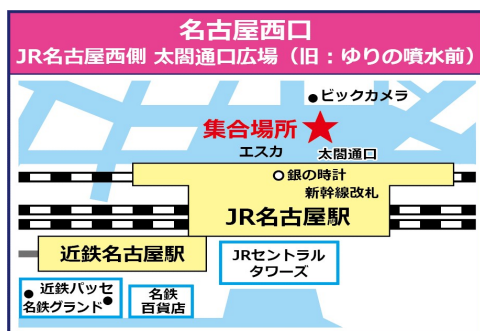 名古屋西口
JR名古屋西側 太閤通口広場（旧：ゆりの噴水前）
ビックカメラ
集合場所
エスカ
太閤通口
銀の時計
新幹線改札
JR名古屋駅
近鉄名古屋駅
JRセントラル
タワーズ
近鉄パッセ
名鉄グランド
名鉄
百貨店